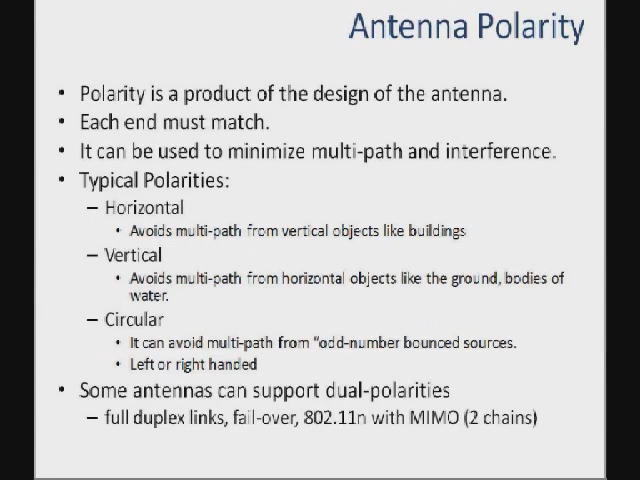 Antenna Polarity
• Polarity is a product of the design of the antenna.
• Each end must match.
• It can be used to minimize multi-path and interference.
• Typical Polarities:
– Horizontal
• Avoids multi-path from vertical objects like buildings
– Vertical
• Avoids multi-path from horizontal objects like the ground, bodies of
water.
– Circular
• It can avoid multi-path from "odd-number bounced sources.
• Left or right handed
• Some antennas can support dual-polarities
– full duplex links, fail-over, 802.11n with MIMO (2 chains)